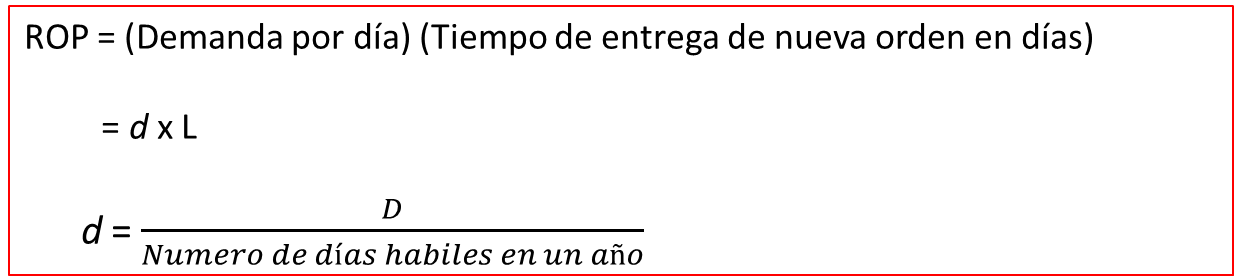 ROP = (Demanda por día) (Tiempo de entrega de nueva orden en días)
= d x L
d = D
Numero de días habiles en un año